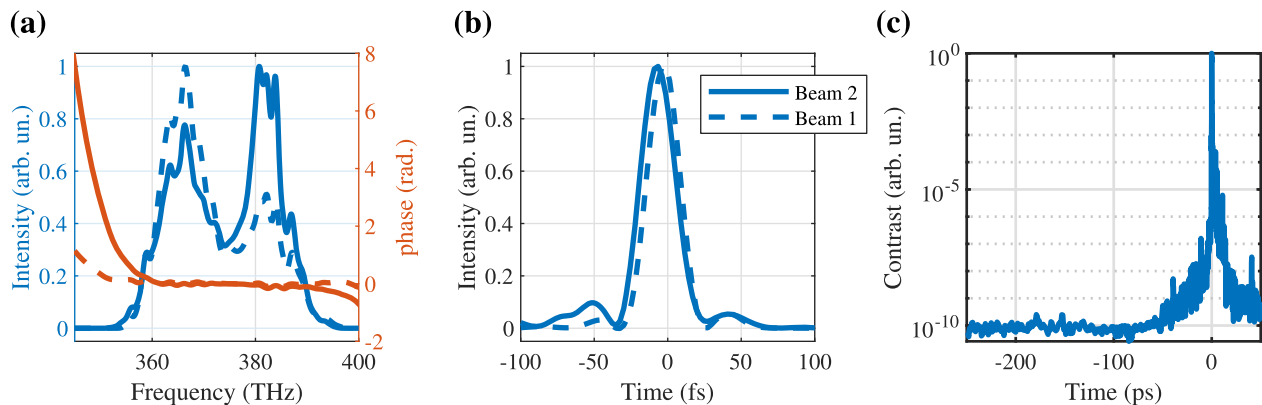 (a)
Intensity (arb. un.)
1
0.8
0.6
0.4
0.2
0
8
6
4
2
0
-2
phase (rad.)
360
380
400
Frequency (THz)
(b)
Intensity (arb. un.)
1
0.8
0.6
0.4
0.2
0
Beam 2
Beam 1
-100
-50
0
50
100
Time (fs)
(c)
Contrast (arb. un.)
10^0
10^-5
10^-10
-200
-100
0
Time (ps)